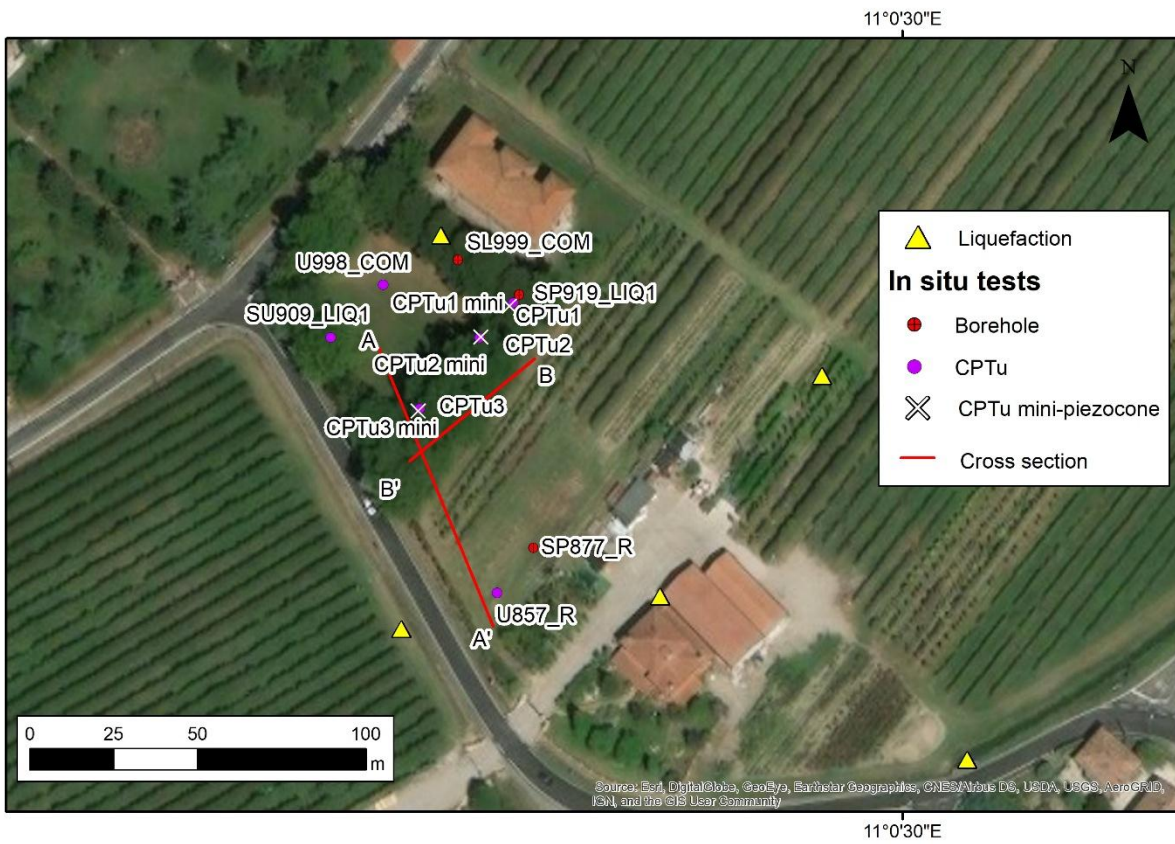 11°0'30"E
N
Liquefaction
In situ tests
Borehole
CPTu
CPTu mini-piezocone
Cross section
SL999_COM
U998_COM
SP919_LIQ1
CPTu1 mini
CPTu1
SU909_LIQ1
A
CPTu2
CPTu2 mini
B
CPTu3
CPTu3 mini
B'
SP877_R
U857_R
A'
0 25 50 100
m
Source: Esri, DigitalGlobe, GeoEye, Earthstar Geographics, CNES/Airbus DS, USDA, USGS, AeroGRID,
IGN, and the GIS User Community
11°0'30"E